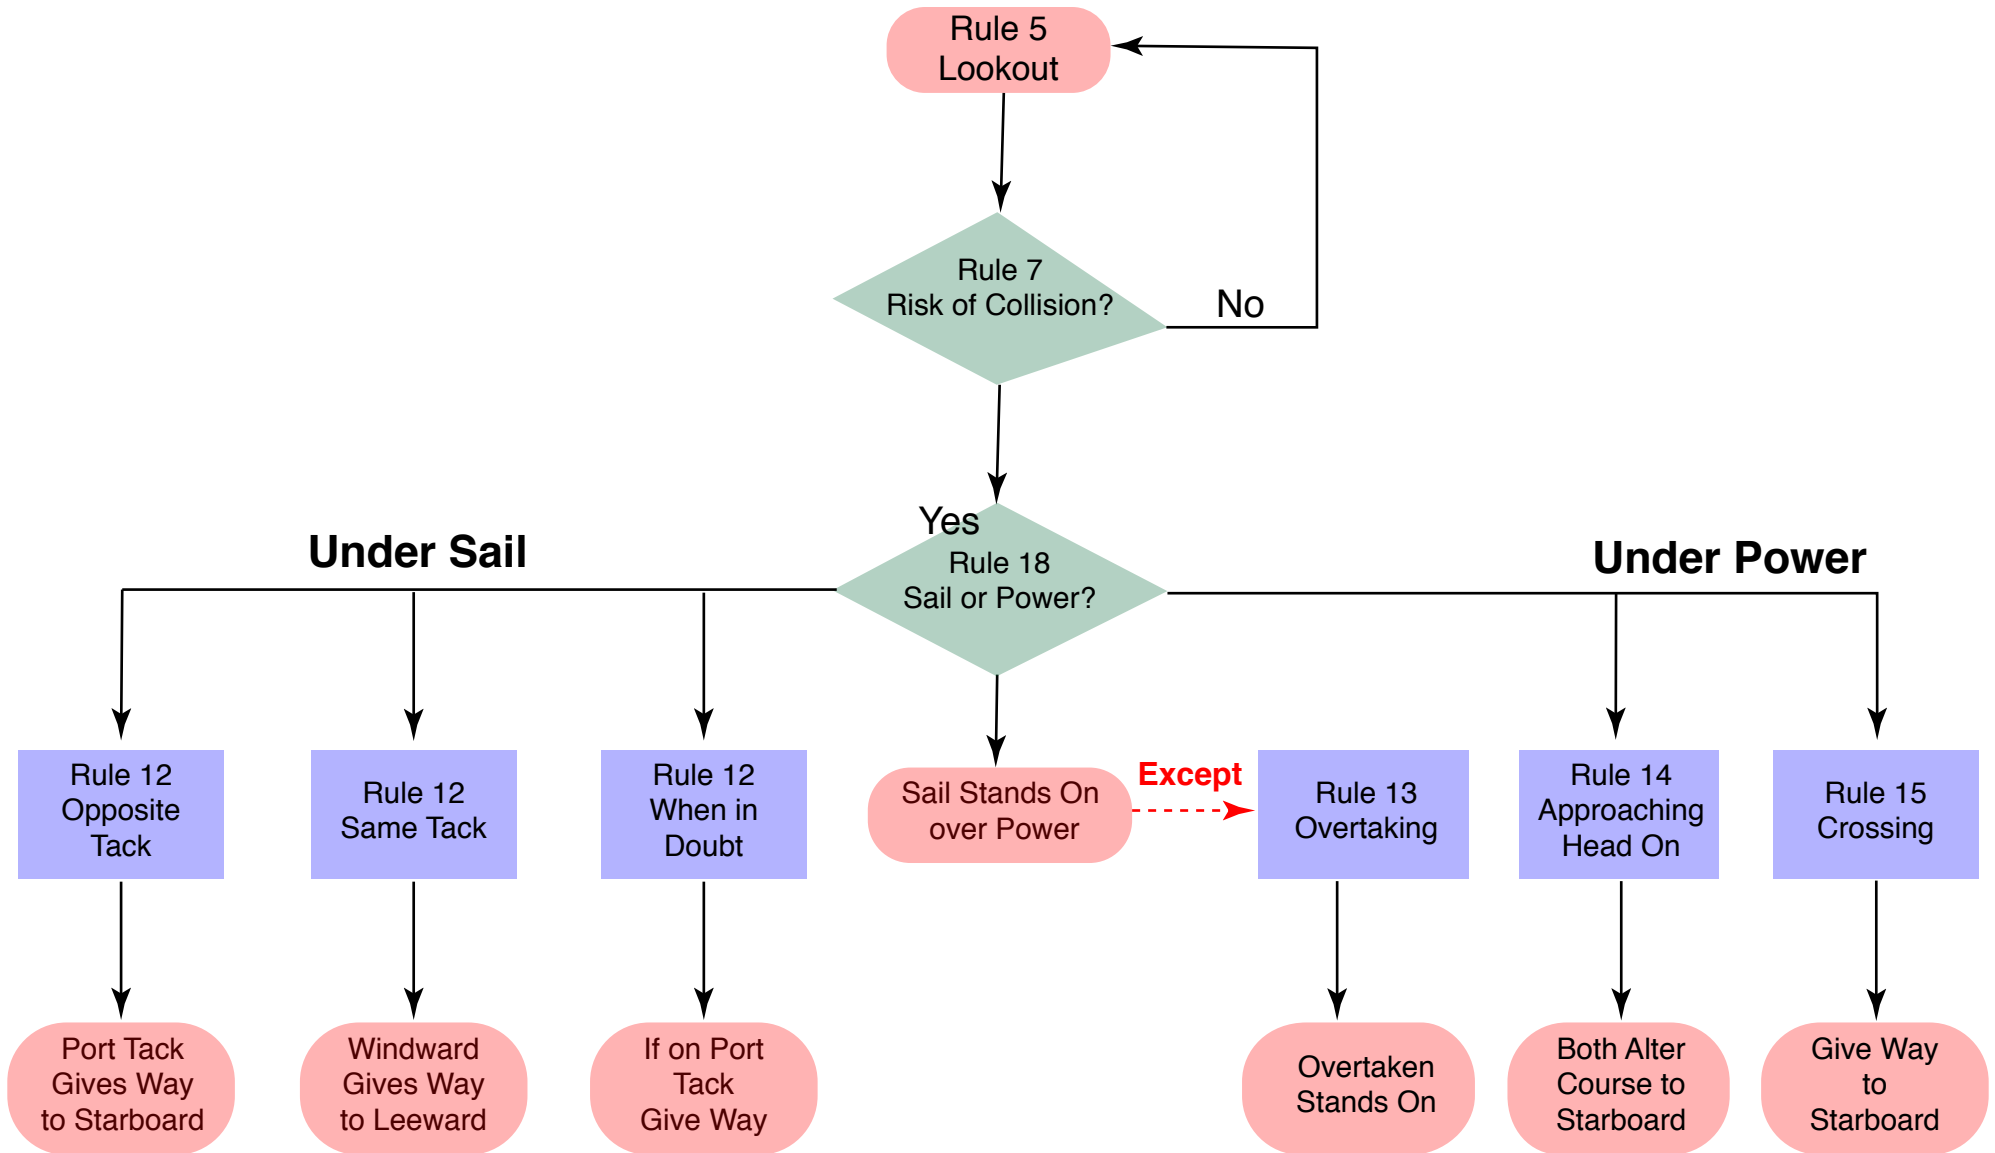 Rule 5
Lookout
Rule 7
Risk of Collision?
No
Yes
Rule 18
Sail or Power?
Under Sail
Under Power
Rule 12
Opposite
Tack
Rule 12
Same Tack
Rule 12
When in
Doubt
Sail Stands On
over Power
Except
Rule 13
Overtaking
Rule 14
Approaching
Head On
Rule 15
Crossing
Port Tack
Gives Way
to Starboard
Windward
Gives Way
to Leeward
If on Port
Tack
Give Way
Overtaken
Stands On
Both Alter
Course to
Starboard
Give Way
to
Starboard